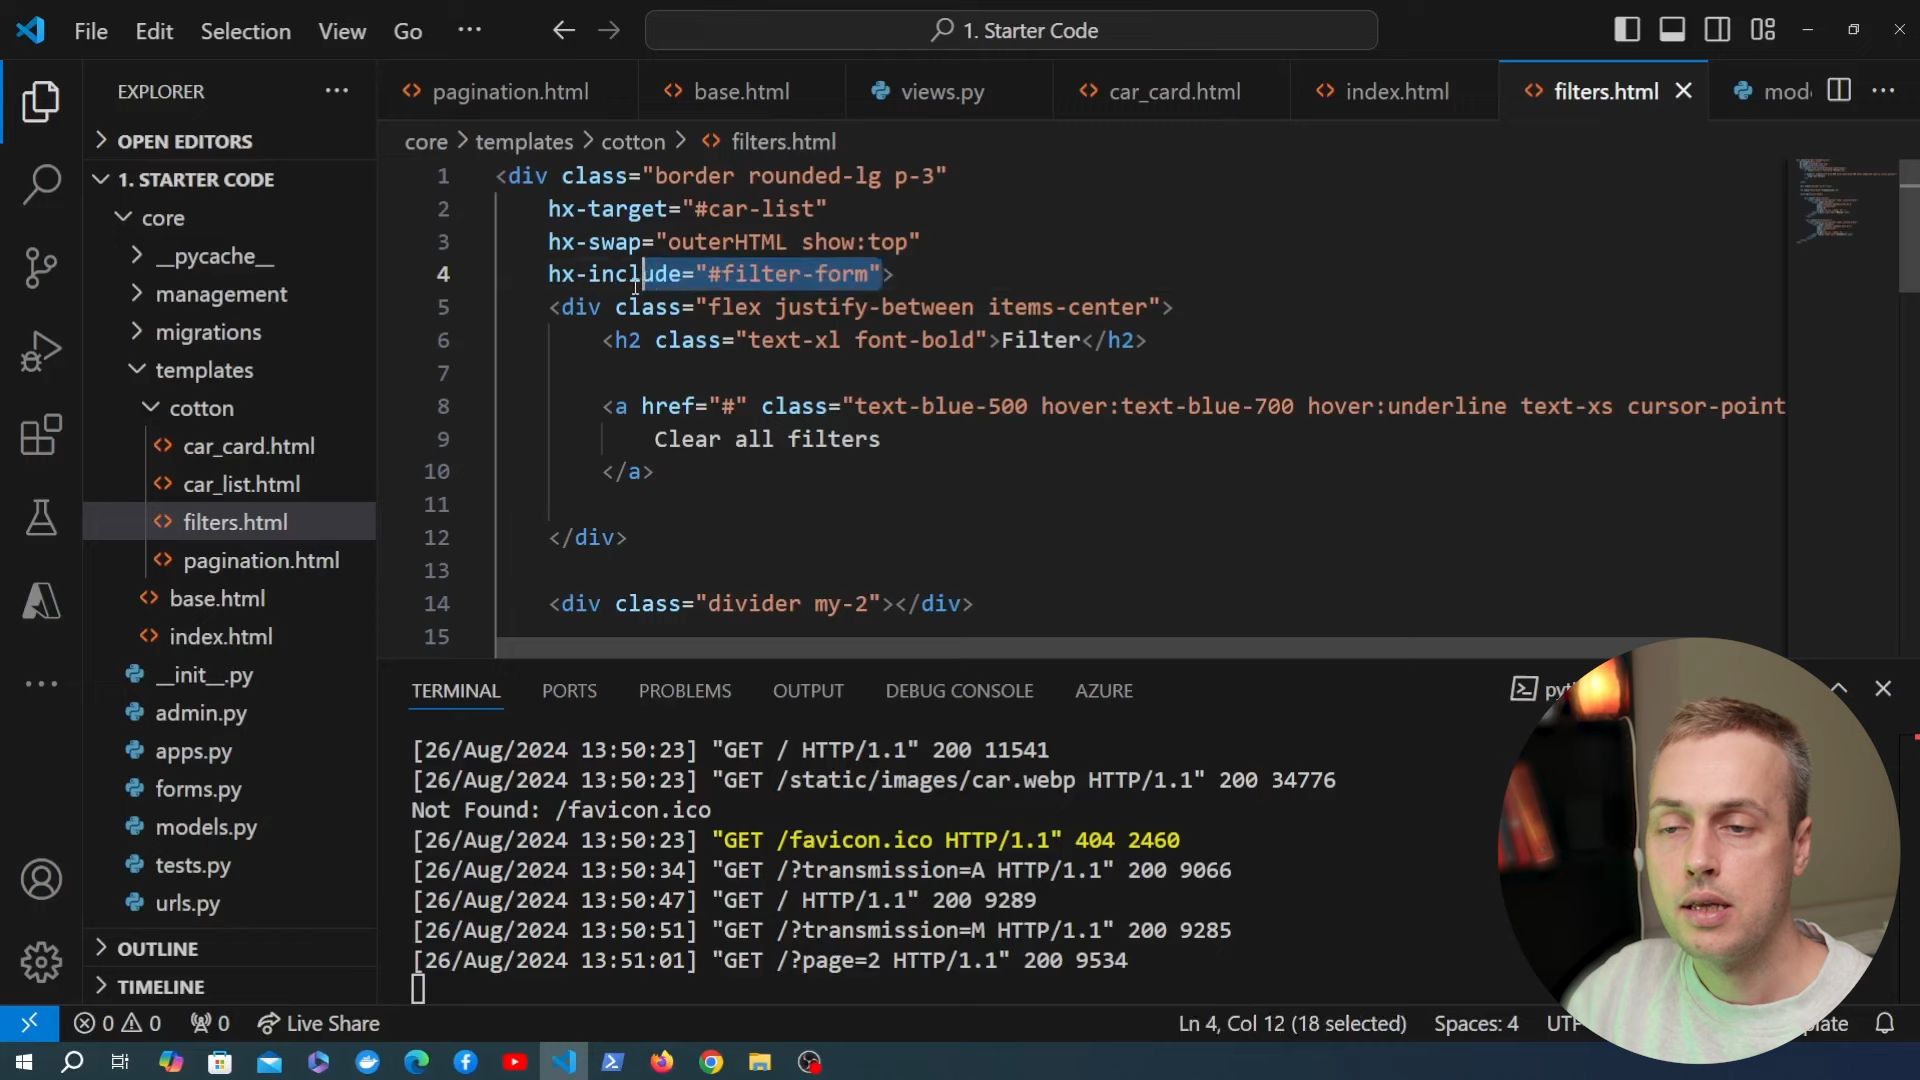 File Edit Selection View Go ···
1. Starter Code
EXPLORER
OPEN EDITORS
1. STARTER CODE
core
__pycache__
management
migrations
templates
cotton
car_card.html
car_list.html
filters.html
pagination.html
base.html
index.html
__init__.py
admin.py
apps.py
forms.py
models.py
tests.py
urls.py
OUTLINE
TIMELINE
pagination.html base.html views.py car_card.html index.html filters.html
core > templates > cotton > filters.html
1 <div class="border rounded-lg p-3"
2 hx-target="#car-list"
3 hx-swap="outerHTML show:top"
4 hx-include="#filter-form">
5 <div class="flex justify-between items-center">
6 <h2 class="text-xl font-bold">Filter</h2>
7
8 <a href="#" class="text-blue-500 hover:text-blue-700 hover:underline text-xs cursor-point
9 Clear all filters
10 </a>
11
12 </div>
13
14 <div class="divider my-2"></div>
15
TERMINAL PORTS PROBLEMS OUTPUT DEBUG CONSOLE AZURE
[26/Aug/2024 13:50:23] "GET / HTTP/1.1" 200 11541
[26/Aug/2024 13:50:23] "GET /static/images/car.webp HTTP/1.1" 200 34776
Not Found: /favicon.ico
[26/Aug/2024 13:50:23] "GET /favicon.ico HTTP/1.1" 404 2460
[26/Aug/2024 13:50:34] "GET /?transmission=A HTTP/1.1" 200 9066
[26/Aug/2024 13:50:47] "GET / HTTP/1.1" 200 9289
[26/Aug/2024 13:50:51] "GET /?transmission=M HTTP/1.1" 200 9285
[26/Aug/2024 13:51:01] "GET /?page=2 HTTP/1.1" 200 9534
0 0 0 Live Share Ln 4, Col 12 (18 selected) Spaces: 4